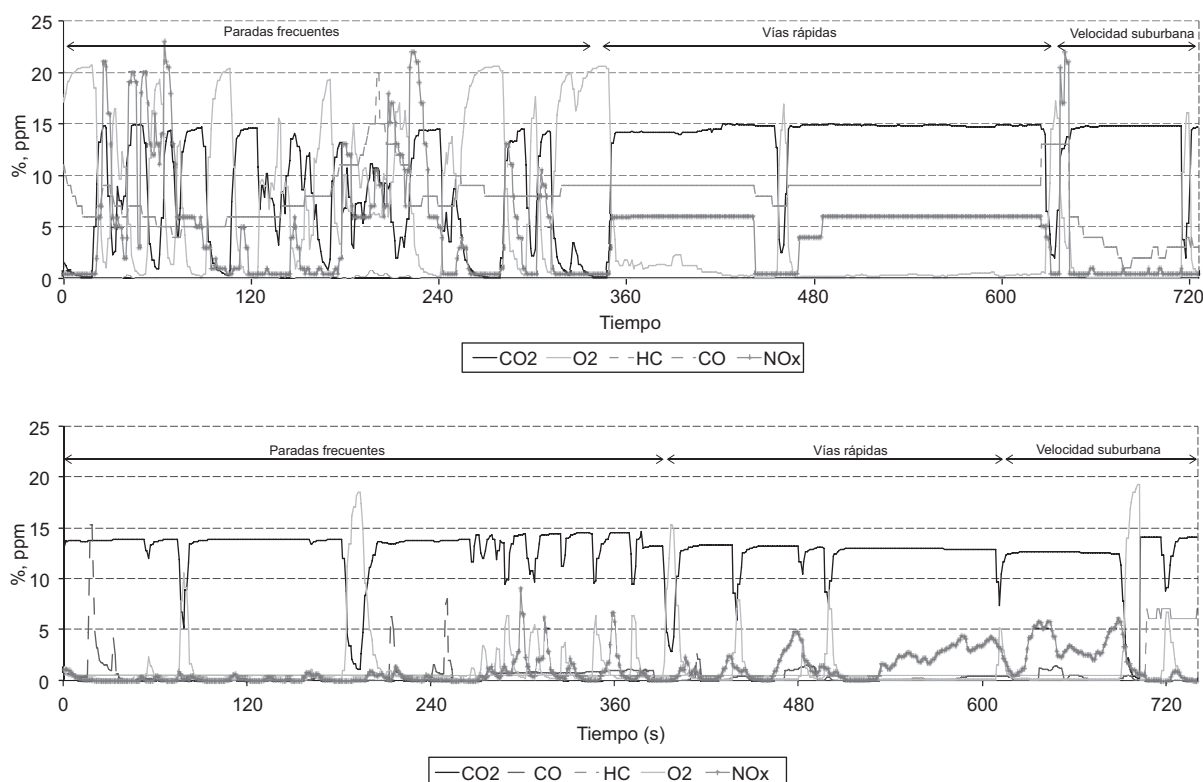 Paradas frecuentes
Vías rápidas
Velocidad suburbana
%, ppm
25
20
15
10
5
0
0 120 240 360 480 600 720
Tiempo
CO2 O2 HC CO NOx
Paradas frecuentes
Vías rápidas
Velocidad suburbana
%, ppm
25
20
15
10
5
0
0 120 240 360 480 600 720
Tiempo (s)
CO2 CO HC O2 NOx